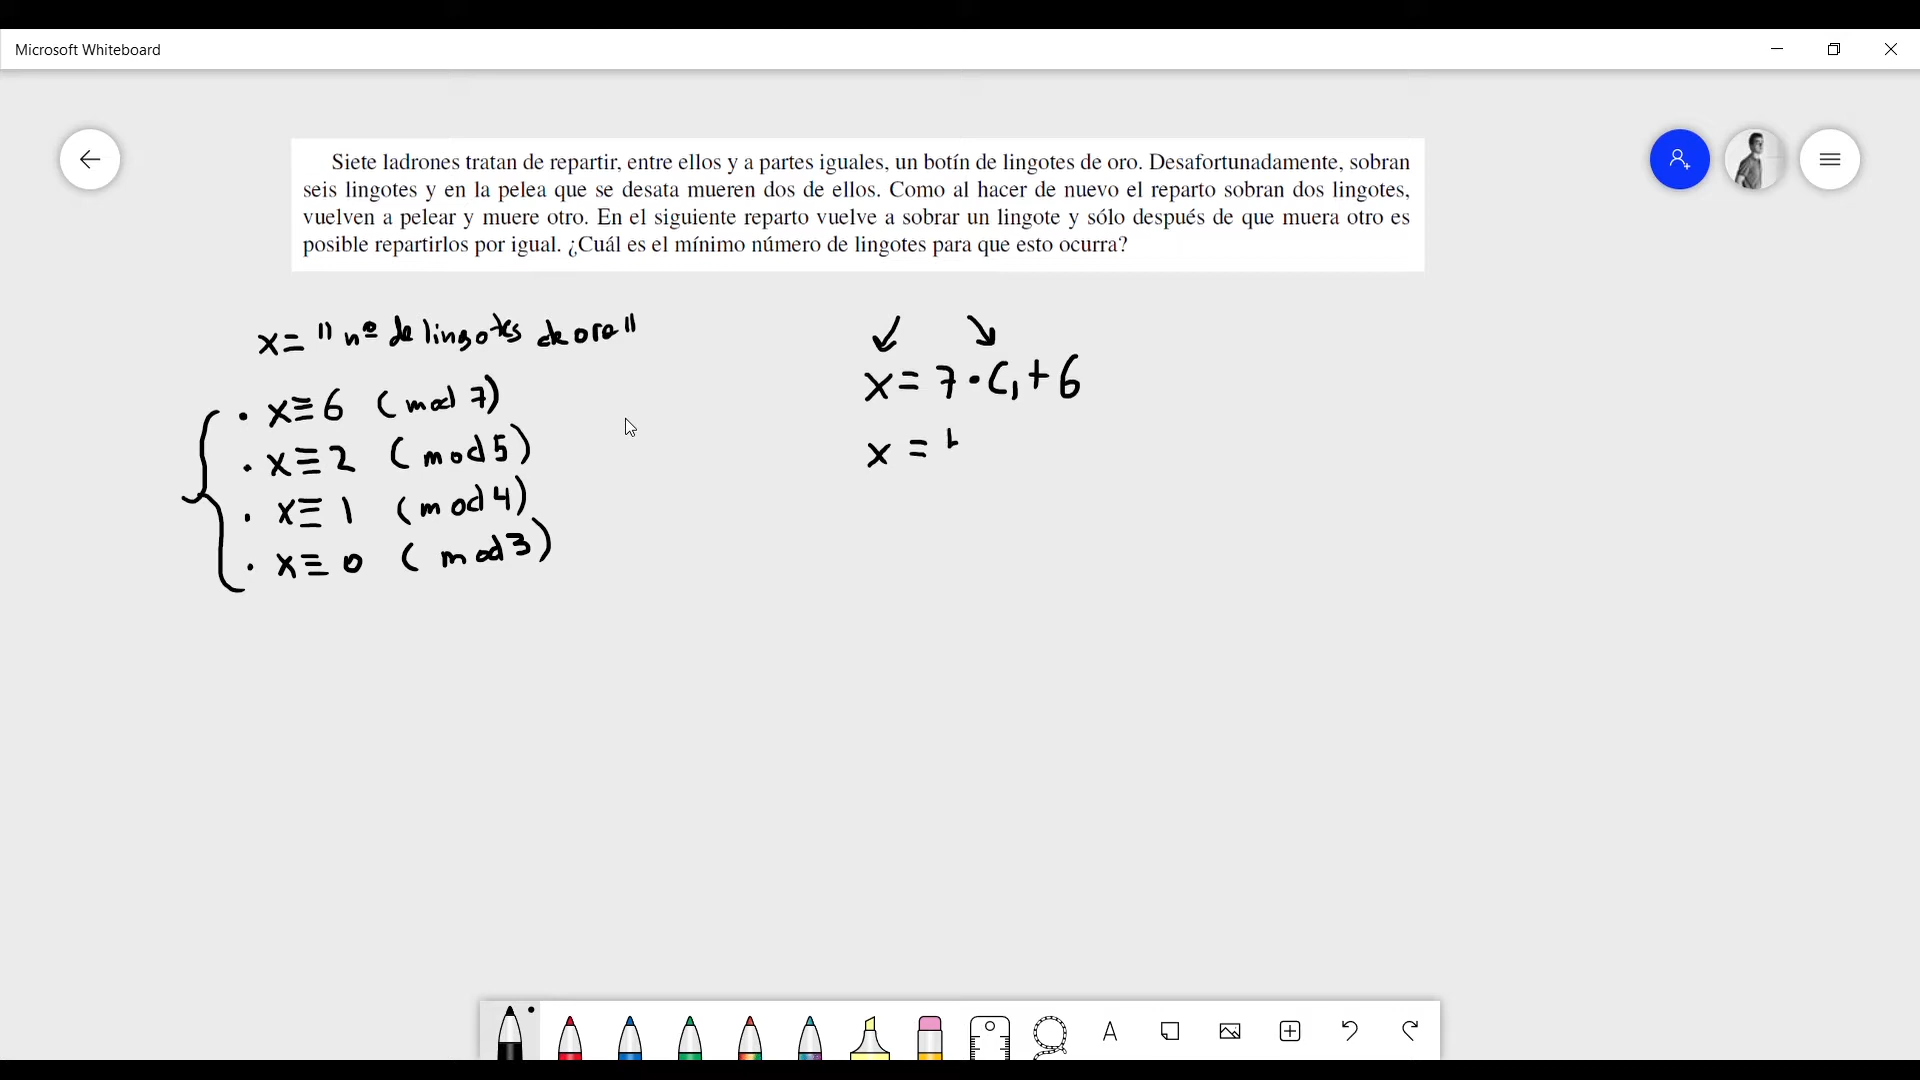 Microsoft Whiteboard
Siete ladrones tratan de repartir, entre ellos y a partes iguales, un botín de lingotes de oro. Desafortunadamente, sobran
seis lingotes y en la pelea que se desata mueren dos de ellos. Como al hacer de nuevo el reparto sobran dos lingotes,
vuelven a pelear y muere otro. En el siguiente reparto vuelve a sobrar un lingote y sólo después de que muera otro es
posible repartirlos por igual. ¿Cuál es el mínimo número de lingotes para que esto ocurra?
x = "nº de lingotes de oro"
· x ≡ 6 (mod 7)
· x ≡ 2 (mod 5)
· x ≡ 1 (mod 4)
· x ≡ 0 (mod 3)
x = 7 · C₁ + 6
x =
A